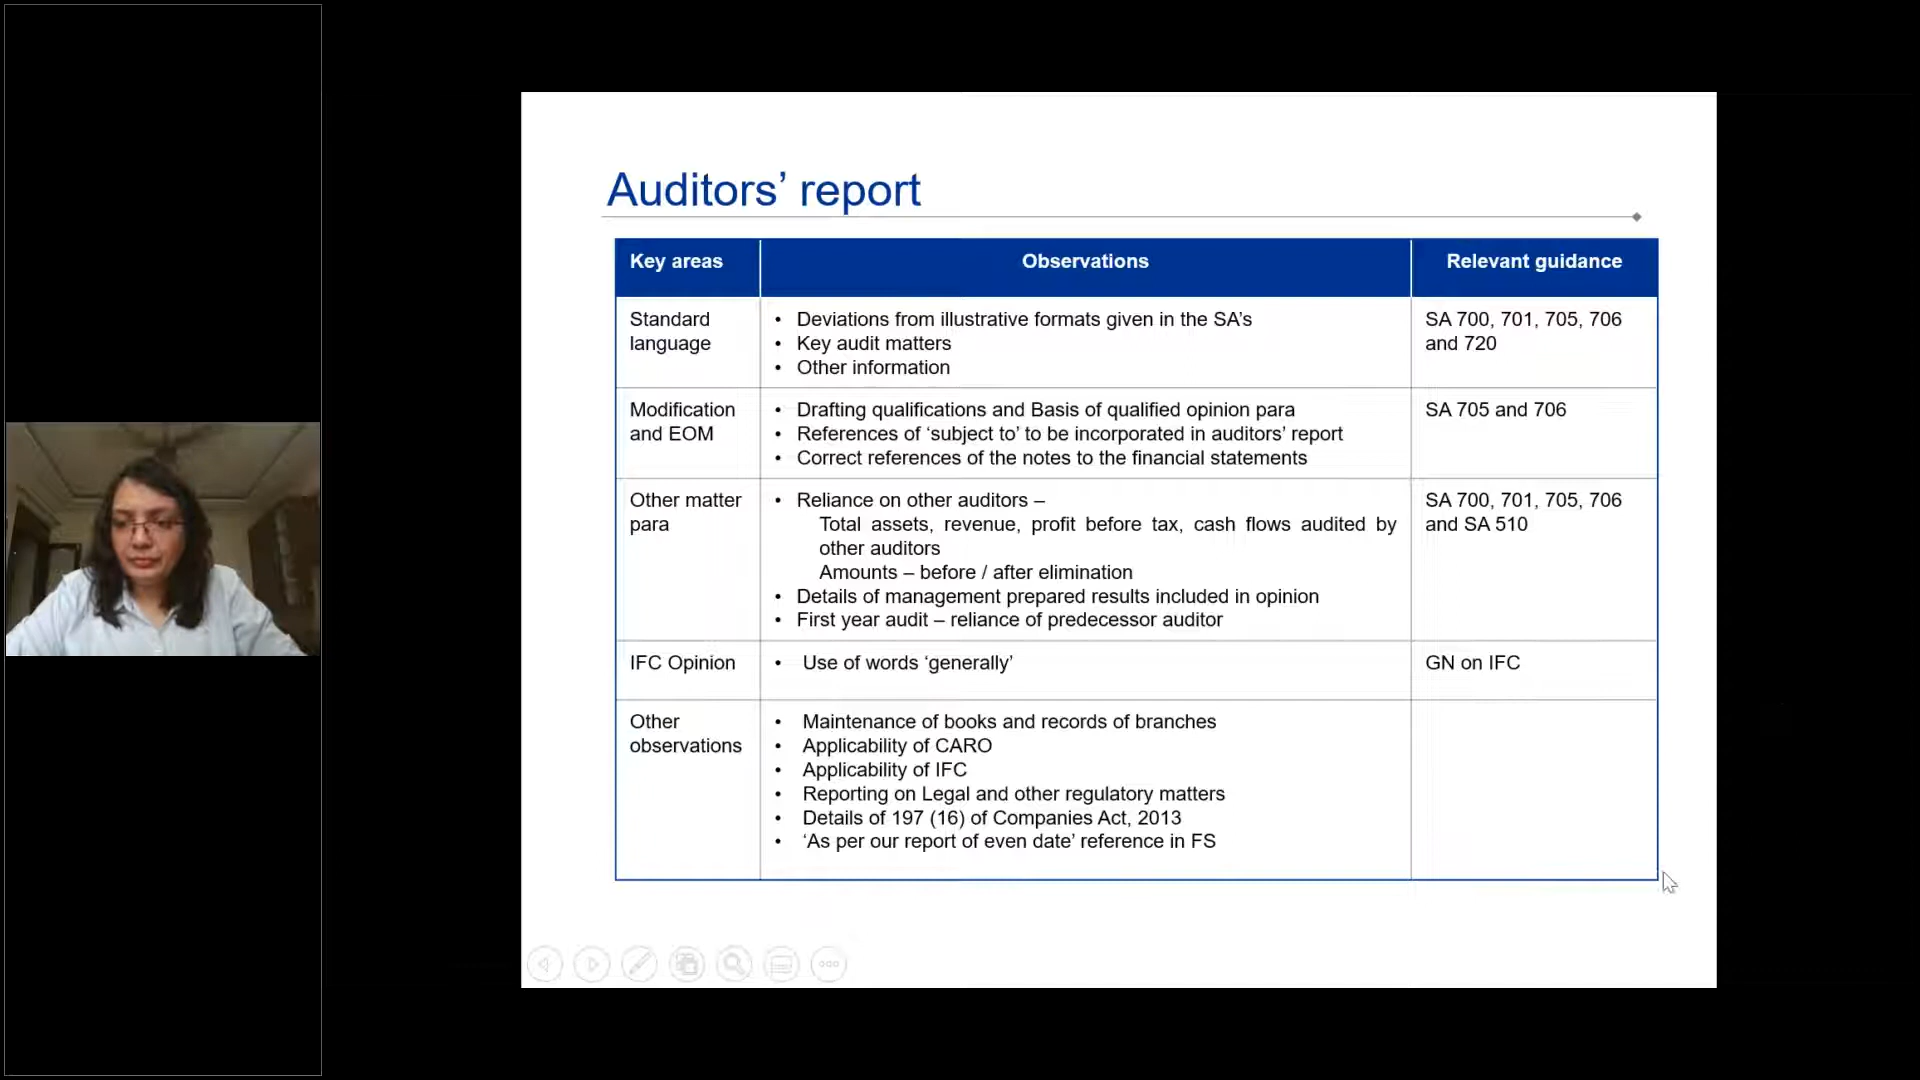 Auditors’ report
Key areas
Observations
Relevant guidance
Standard
language
• Deviations from illustrative formats given in the SA’s
• Key audit matters
• Other information
SA 700, 701, 705, 706
and 720
Modification
and EOM
• Drafting qualifications and Basis of qualified opinion para
• References of ‘subject to’ to be incorporated in auditors’ report
• Correct references of the notes to the financial statements
SA 705 and 706
Other matter
para
• Reliance on other auditors –
Total assets, revenue, profit before tax, cash flows audited by
other auditors
Amounts – before / after elimination
• Details of management prepared results included in opinion
• First year audit – reliance of predecessor auditor
SA 700, 701, 705, 706
and SA 510
IFC Opinion
• Use of words ‘generally’
GN on IFC
Other
observations
• Maintenance of books and records of branches
• Applicability of CARO
• Applicability of IFC
• Reporting on Legal and other regulatory matters
• Details of 197 (16) of Companies Act, 2013
• ‘As per our report of even date’ reference in FS